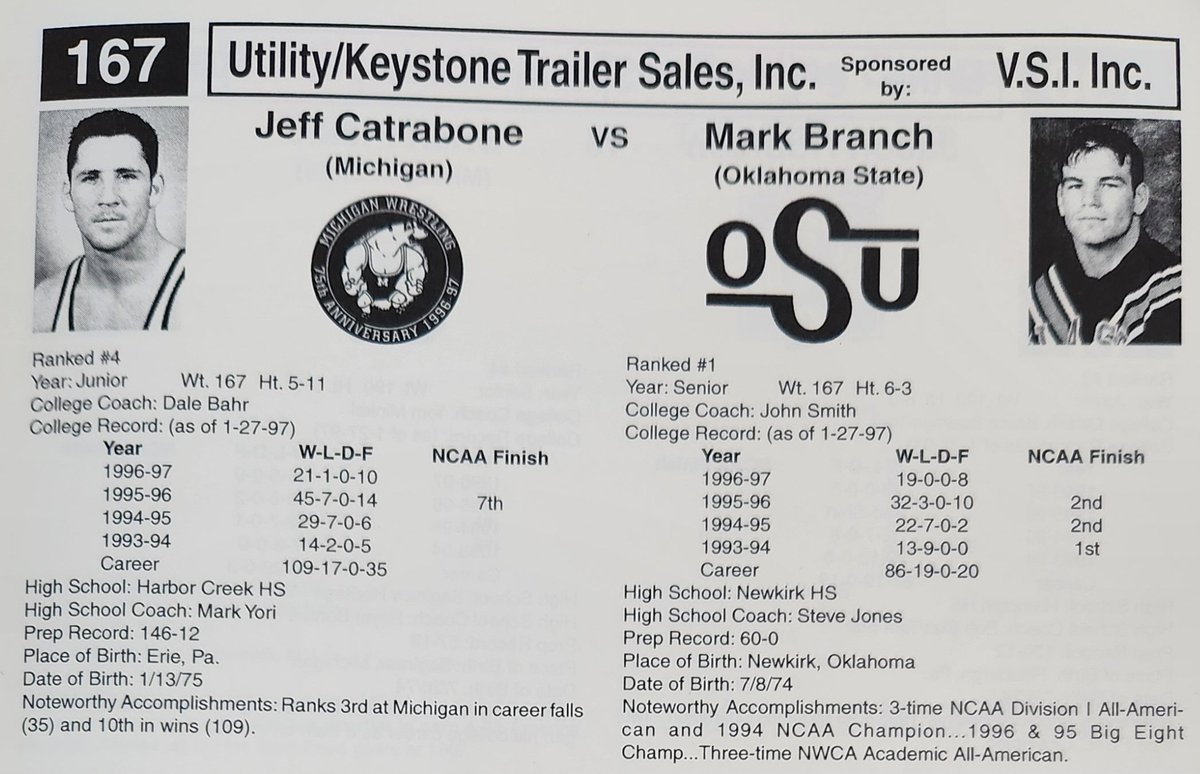 167
Utility/Keystone Trailer Sales, Inc. Sponsored by: V.S.I. Inc.
Jeff Catrabone vs Mark Branch
(Michigan) (Oklahoma State)
MICHIGAN WRESTLING
M
75th ANNIVERSARY 1996-97
OSU
Ranked #4
Year: Junior Wt. 167 Ht. 5-11
College Coach: Dale Bahr
College Record: (as of 1-27-97)
Year W-L-D-F NCAA Finish
1996-97 21-1-0-10
1995-96 45-7-0-14 7th
1994-95 29-7-0-6
1993-94 14-2-0-5
Career 109-17-0-35
High School: Harbor Creek HS
High School Coach: Mark Yori
Prep Record: 146-12
Place of Birth: Erie, Pa.
Date of Birth: 1/13/75
Noteworthy Accomplishments: Ranks 3rd at Michigan in career falls
(35) and 10th in wins (109).
Ranked #1
Year: Senior Wt. 167 Ht. 6-3
College Coach: John Smith
College Record: (as of 1-27-97)
Year W-L-D-F NCAA Finish
1996-97 19-0-0-8
1995-96 32-3-0-10 2nd
1994-95 22-7-0-2 2nd
1993-94 13-9-0-0 1st
Career 86-19-0-20
High School: Newkirk HS
High School Coach: Steve Jones
Prep Record: 60-0
Place of Birth: Newkirk, Oklahoma
Date of Birth: 7/8/74
Noteworthy Accomplishments: 3-time NCAA Division I All-Ameri-
can and 1994 NCAA Champion...1996 & 95 Big Eight
Champ...Three-time NWCA Academic All-American.